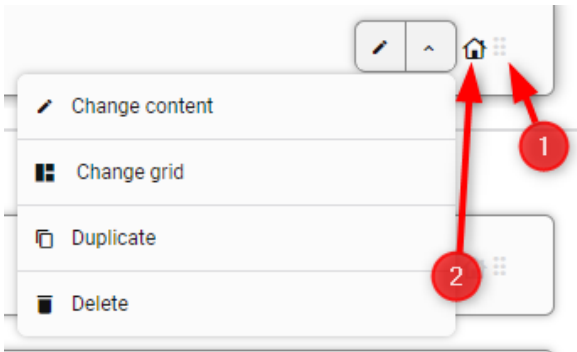 1
Change content
Change grid
Duplicate
2
Delete